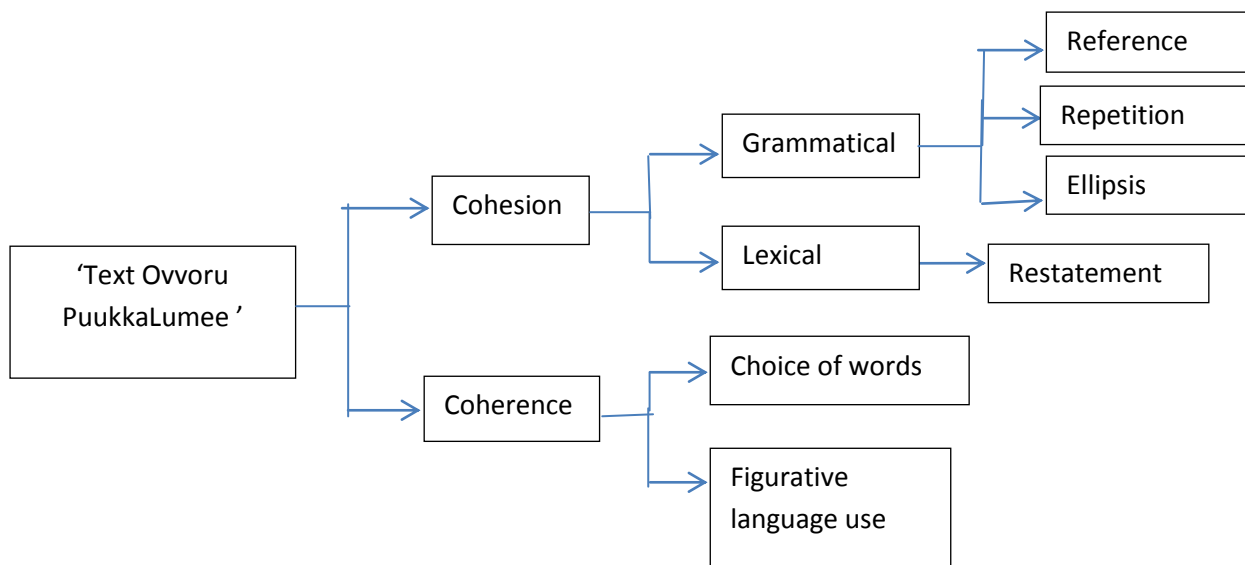 Reference
Repetition
Grammatical
Ellipsis
Cohesion
Lexical
Restatement
‘Text Ovvoru
PuukkaLumee ’
Choice of words
Coherence
Figurative
language use